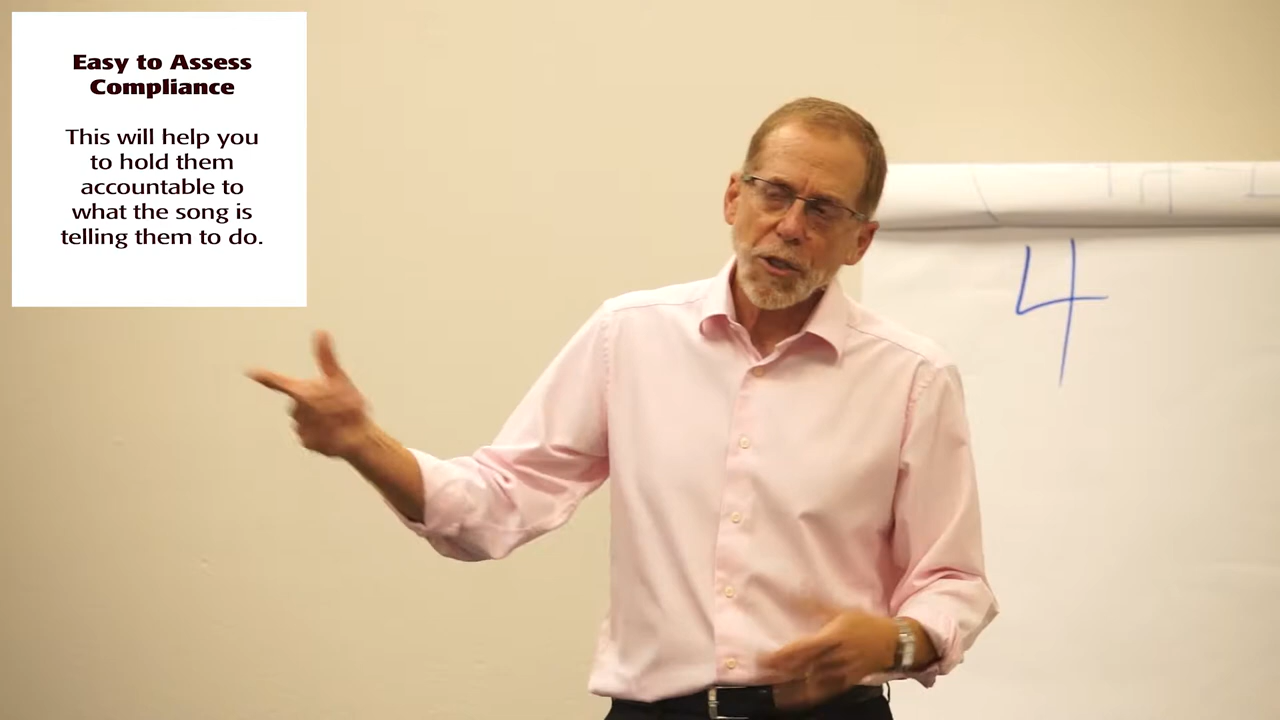 Easy to Assess
Compliance
This will help you
to hold them
accountable to
what the song is
telling them to do.
4